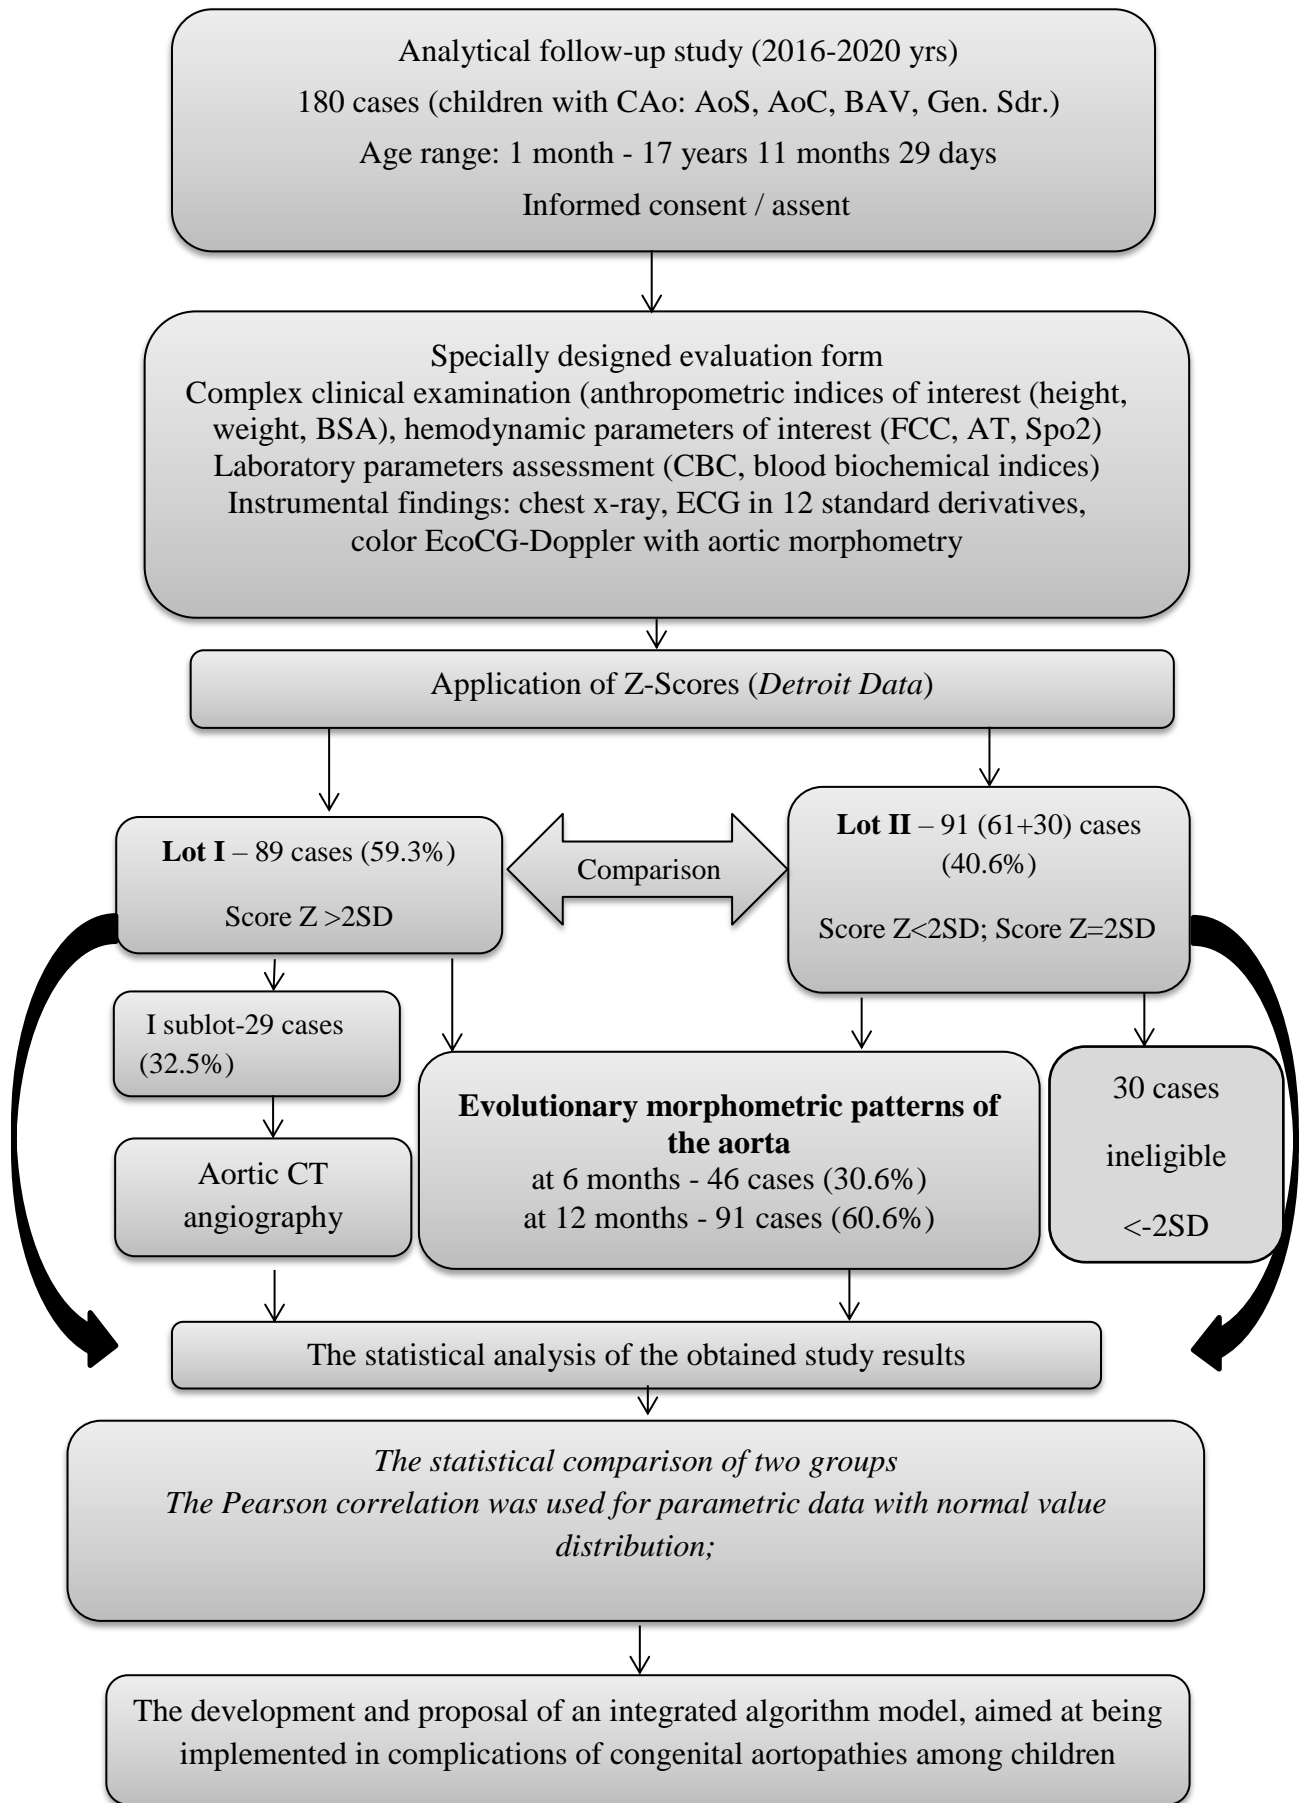 Analytical follow-up study (2016-2020 yrs)
180 cases (children with CAo: AoS, AoC, BAV, Gen. Sdr.)
Age range: 1 month - 17 years 11 months 29 days
Informed consent / assent
Specially designed evaluation form
Complex clinical examination (anthropometric indices of interest (height,
weight, BSA), hemodynamic parameters of interest (FCC, AT, Spo2)
Laboratory parameters assessment (CBC, blood biochemical indices)
Instrumental findings: chest x-ray, ECG in 12 standard derivatives,
color EcoCG-Doppler with aortic morphometry
Application of Z-Scores (Detroit Data)
Lot I – 89 cases (59.3%)
Score Z >2SD
Comparison
Lot II – 91 (61+30) cases
(40.6%)
Score Z<2SD; Score Z=2SD
I sublot-29 cases
(32.5%)
Aortic CT
angiography
Evolutionary morphometric patterns of
the aorta
at 6 months - 46 cases (30.6%)
at 12 months - 91 cases (60.6%)
30 cases
ineligible
<-2SD
The statistical analysis of the obtained study results
The statistical comparison of two groups
The Pearson correlation was used for parametric data with normal value
distribution;
The development and proposal of an integrated algorithm model, aimed at being
implemented in complications of congenital aortopathies among children